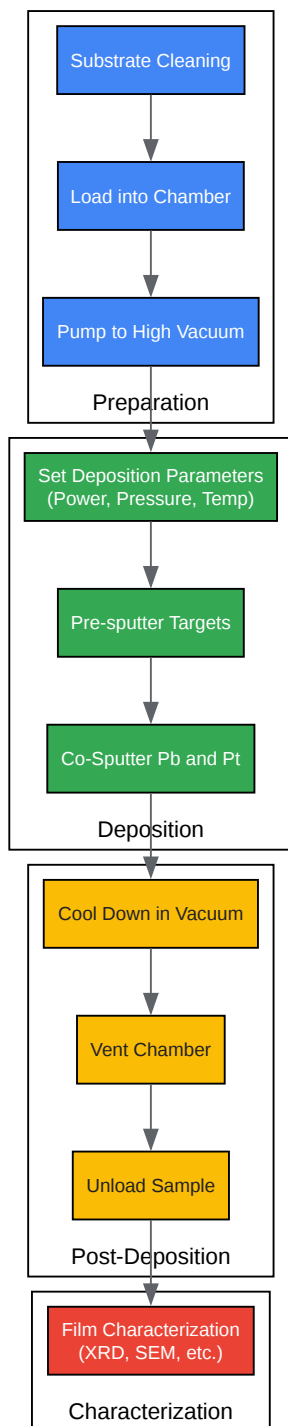 Substrate Cleaning
Load into Chamber
Pump to High Vacuum
Preparation
Set Deposition Parameters
(Power, Pressure, Temp)
Pre-sputter Targets
Co-Sputter Pb and Pt
Deposition
Cool Down in Vacuum
Vent Chamber
Unload Sample
Post-Deposition
Film Characterization
(XRD, SEM, etc.)
Characterization